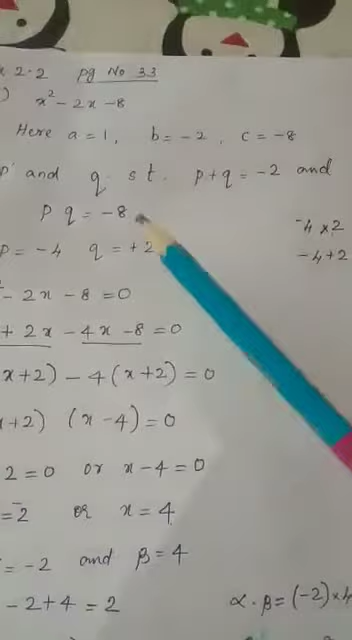 x 2.2 pg No 33
) x² - 2x - 8
Here a = 1, b = -2, c = -8
p and q s t. p + q = -2 and
p q = -8
-4 × 2
p = -4 q = +2
-4 + 2
- 2x - 8 = 0
+ 2x - 4x - 8 = 0
x + 2) - 4(x + 2) = 0
+ 2) (x - 4) = 0
2 = 0 or x - 4 = 0
= -2 or x = 4
= -2 and β = 4
- 2 + 4 = 2
α . β = (-2) × 4